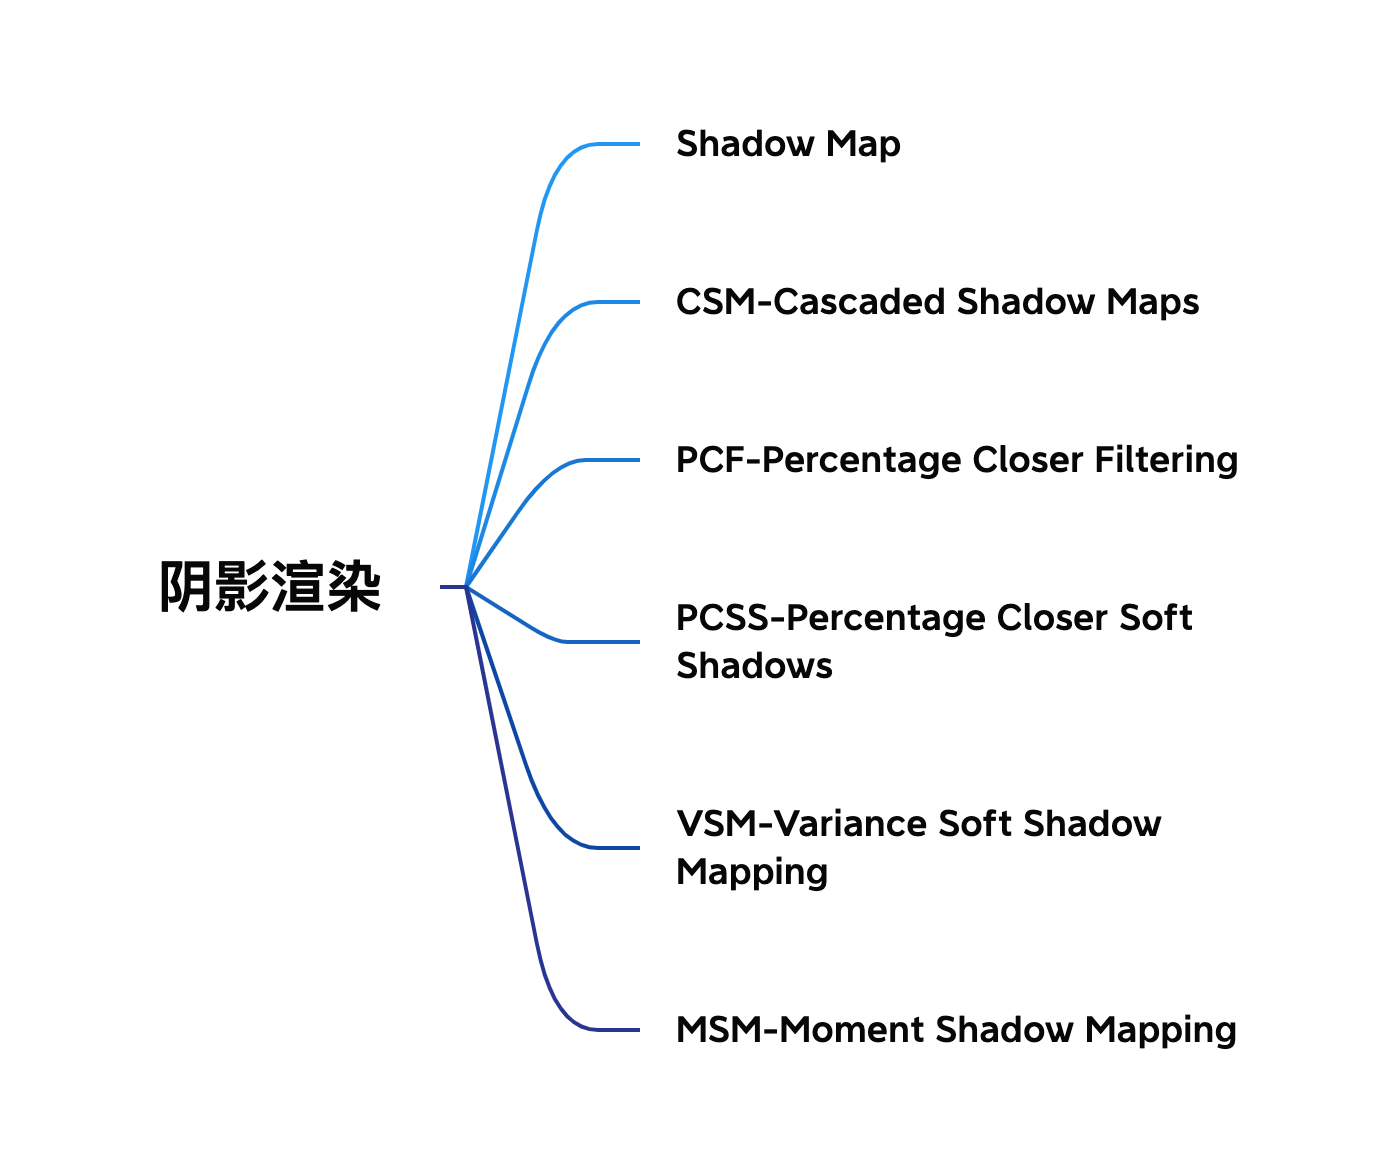 阴影渲染
Shadow Map
CSM-Cascaded Shadow Maps
PCF-Percentage Closer Filtering
PCSS-Percentage Closer Soft
Shadows
VSM-Variance Soft Shadow
Mapping
MSM-Moment Shadow Mapping